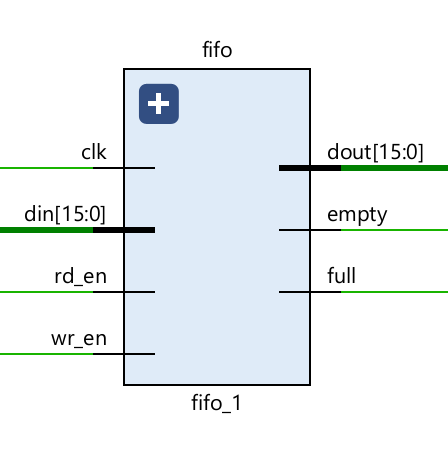 fifo
clk
dout[15:0]
din[15:0]
empty
rd_en
full
wr_en
fifo_1